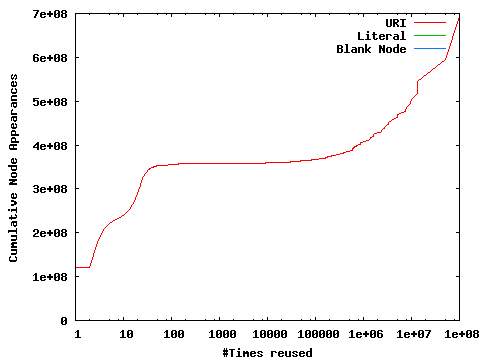 7e+08
6e+08
5e+08
4e+08
3e+08
2e+08
1e+08
0
Cumulative Node Appearances
URI
Literal
Blank Node
1 10 100 1000 10000 100000 1e+06 1e+07 1e+08
#Times reused